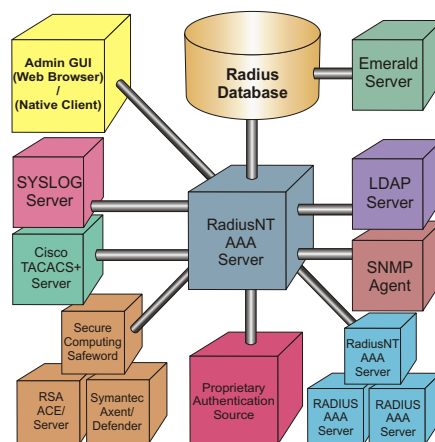 Admin GUI
(Web Browser)
/
(Native Client)
Radius
Database
Emerald
Server
SYSLOG
Server
RadiusNT
AAA
Server
LDAP
Server
Cisco
TACACS+
Server
SNMP
Agent
Secure
Computing
Safeword
RadiusNT
AAA Server
RSA
ACE/
Server
Symantec
Axent/
Defender
Proprietary
Authentication
Source
RADIUS
AAA
Server
RADIUS
AAA
Server